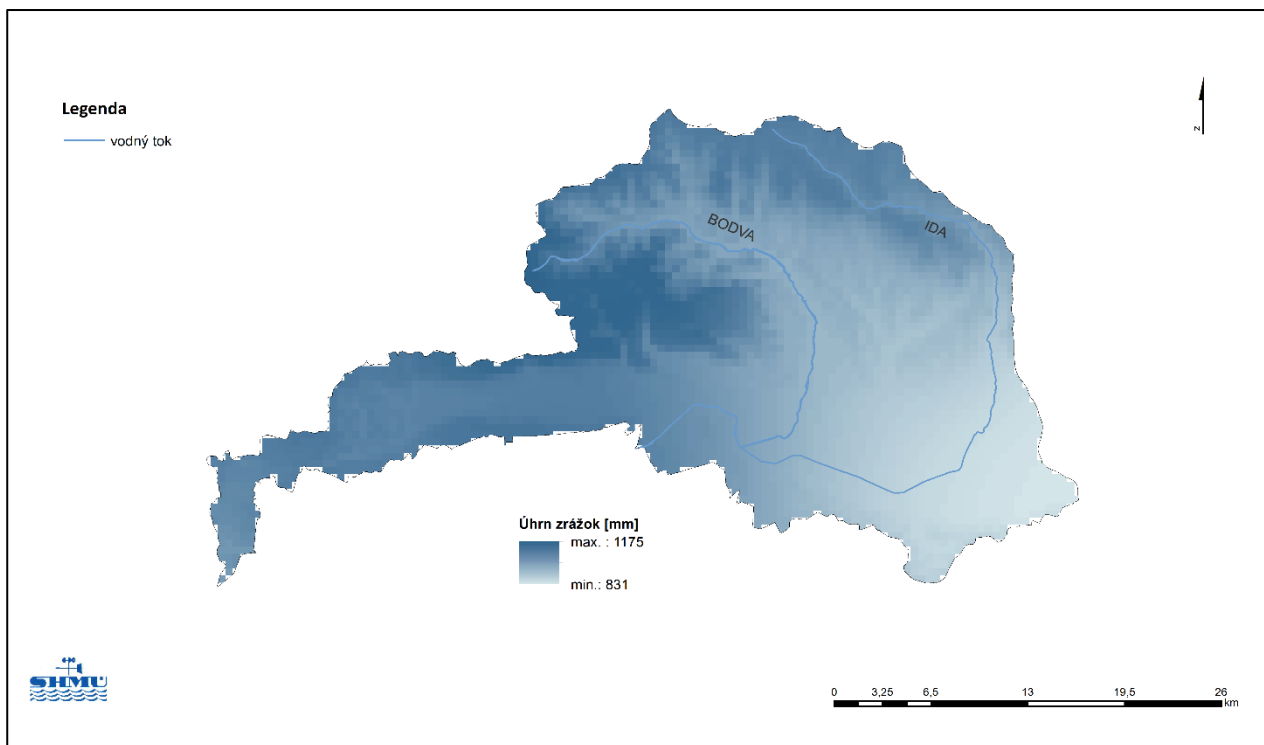 Legenda
vodný tok
N
BODVA
IDA
Úhrn zrážok [mm]
max. : 1175
min.: 831
SHMÚ
0 3,25 6,5 13 19,5 26
km